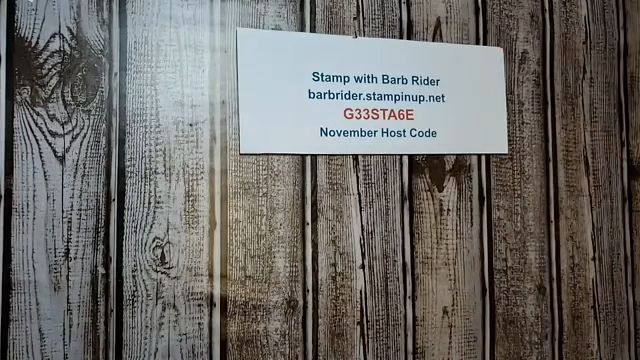 Stamp with Barb Rider
barbrider.stampinup.net
G33STA6E
November Host Code